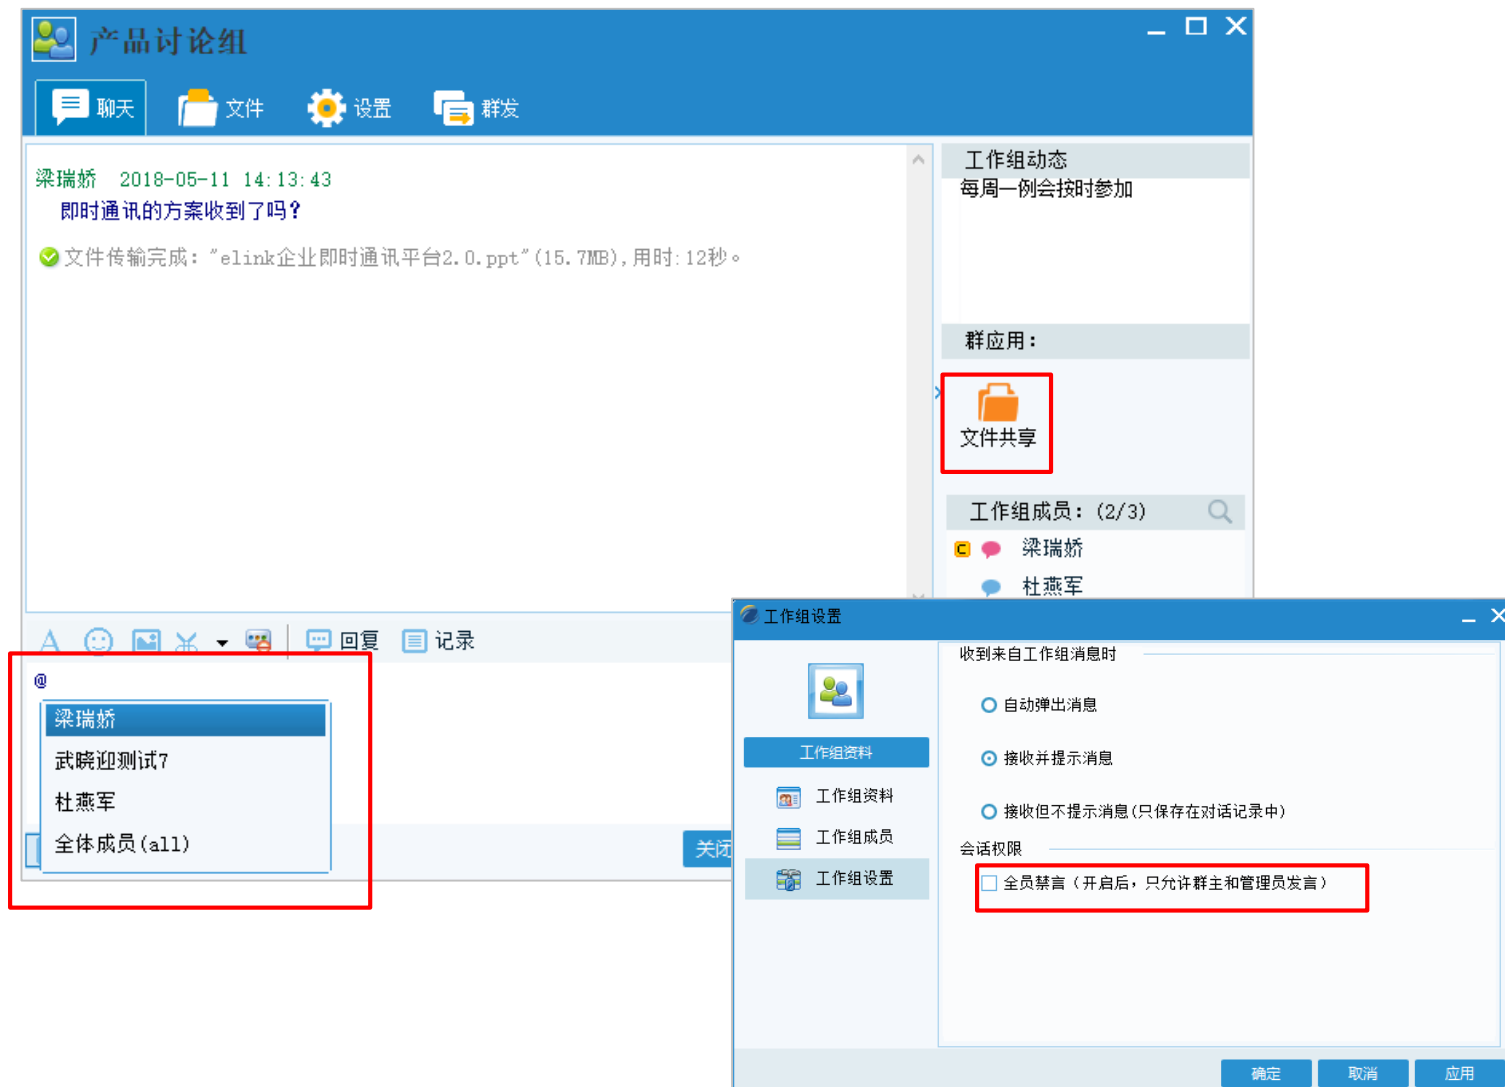 产品讨论组
聊天 文件 设置 群发
梁瑞娇 2018-05-11 14:13:43
即时通讯的方案收到了吗?
文件传输完成: "elink企业即时通讯平台2.0.ppt"(15.7MB),用时:12秒。
工作组动态
每周一例会按时参加
群应用:
文件共享
工作组成员: (2/3)
C 梁瑞娇
杜燕军
A 回复 记录
@
梁瑞娇
武晓迎测试7
杜燕军
全体成员(all)
关闭
工作组设置
工作组资料
工作组资料
工作组成员
工作组设置
收到来自工作组消息时
自动弹出消息
接收并提示消息
接收但不提示消息(只保存在对话记录中)
会话权限
全员禁言(开启后，只允许群主和管理员发言)
确定 取消 应用